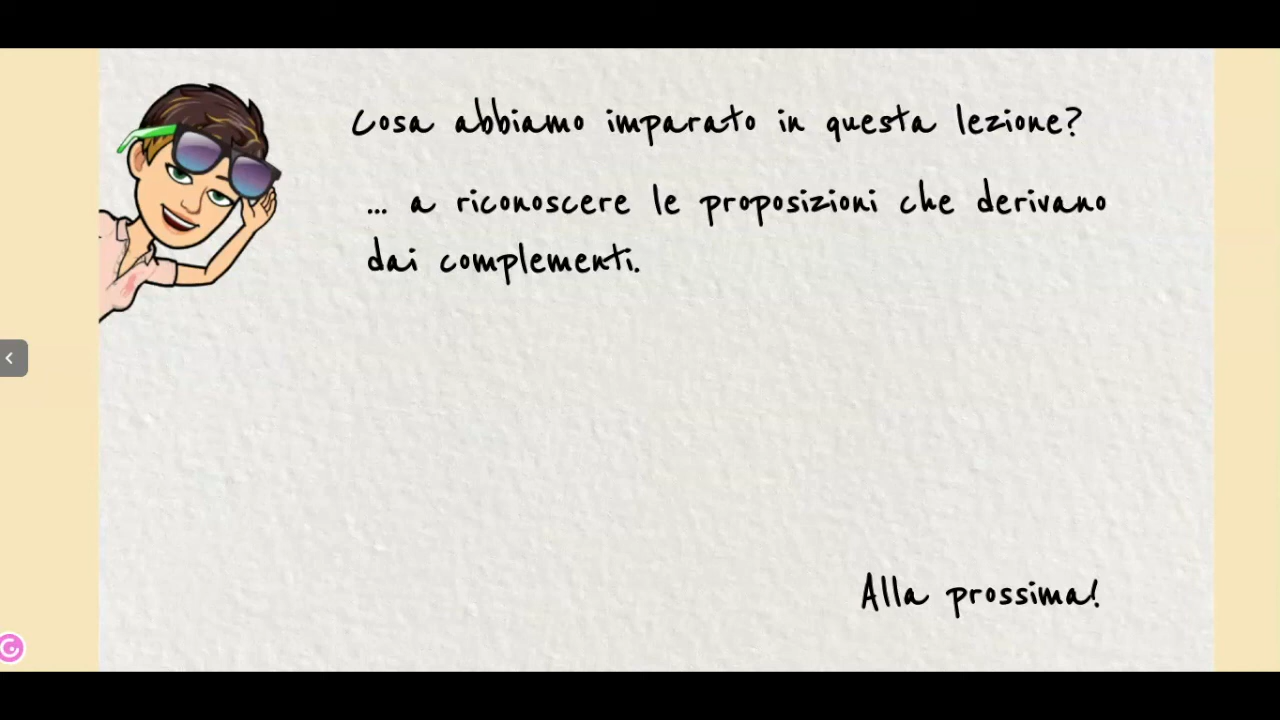 Cosa abbiamo imparato in questa lezione?
... a riconoscere le proposizioni che derivano
dai complementi.
Alla prossima!